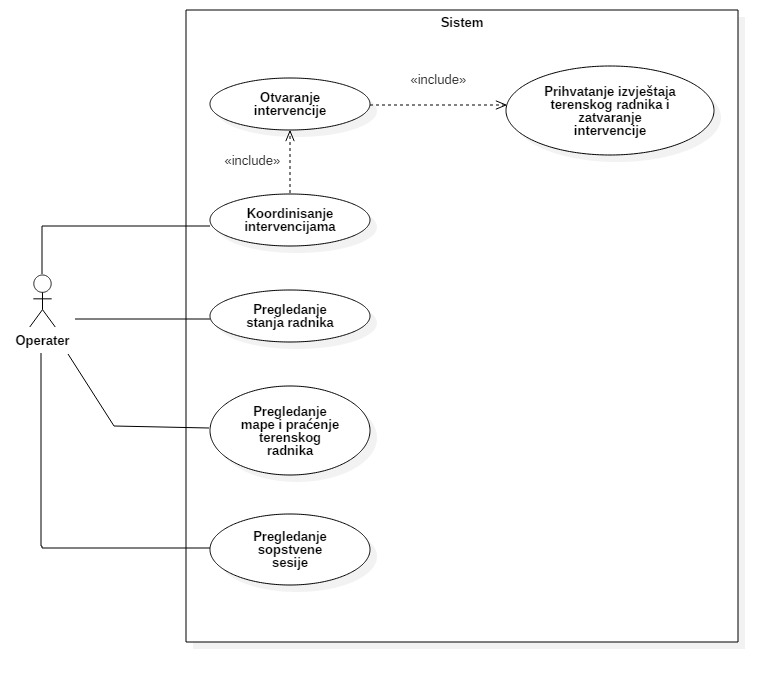 Sistem
«include»
Otvaranje
intervencije
Prihvatanje izvještaja
terenskog radnika i
zatvaranje
intervencije
«include»
Koordinisanje
intervencijama
Pregledanje
stanja radnika
Operater
Pregledanje
mape i praćenje
terenskog
radnika
Pregledanje
sopstvene
sesije